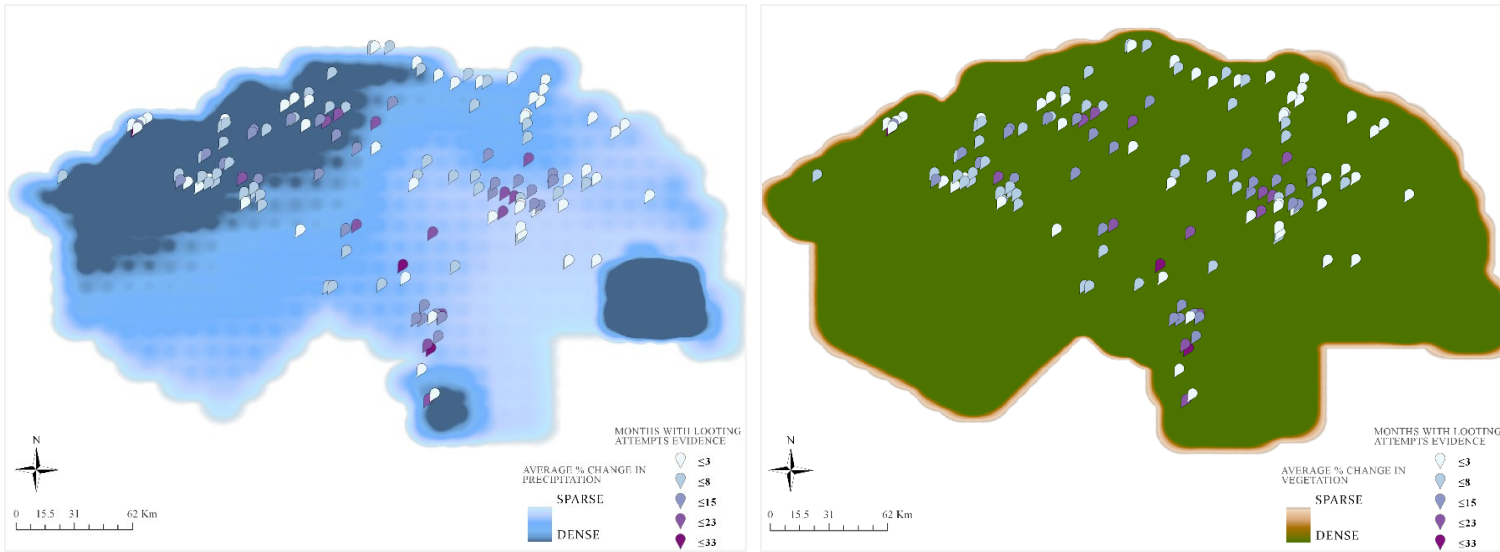 MONTHS WITH LOOTING
ATTEMPTS EVIDENCE
≤3
≤8
≤15
≤23
≤33
AVERAGE % CHANGE IN
PRECIPITATION
SPARSE
DENSE
N
0 15.5 31 62 Km
MONTHS WITH LOOTING
ATTEMPTS EVIDENCE
≤3
≤8
≤15
≤23
≤33
AVERAGE % CHANGE IN
VEGETATION
SPARSE
DENSE
N
0 15.5 31 62 Km